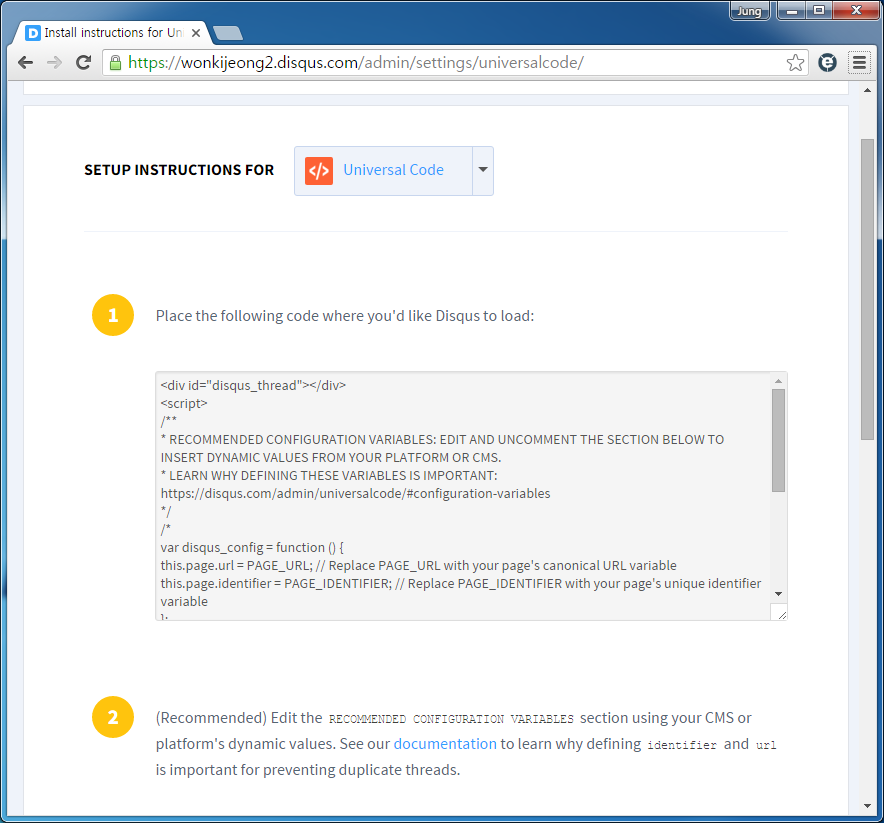 Jung
Install instructions for Un
https://wonkijeong2.disqus.com/admin/settings/universalcode/
SETUP INSTRUCTIONS FOR
</> Universal Code
1
Place the following code where you'd like Disqus to load:
<div id="disqus_thread"></div>
<script>
/**
* RECOMMENDED CONFIGURATION VARIABLES: EDIT AND UNCOMMENT THE SECTION BELOW TO
INSERT DYNAMIC VALUES FROM YOUR PLATFORM OR CMS.
* LEARN WHY DEFINING THESE VARIABLES IS IMPORTANT:
https://disqus.com/admin/universalcode/#configuration-variables
*/
/*
var disqus_config = function () {
this.page.url = PAGE_URL; // Replace PAGE_URL with your page's canonical URL variable
this.page.identifier = PAGE_IDENTIFIER; // Replace PAGE_IDENTIFIER with your page's unique identifier
variable
};
2
(Recommended) Edit the RECOMMENDED CONFIGURATION VARIABLES section using your CMS or
platform's dynamic values. See our documentation to learn why defining identifier and url
is important for preventing duplicate threads.